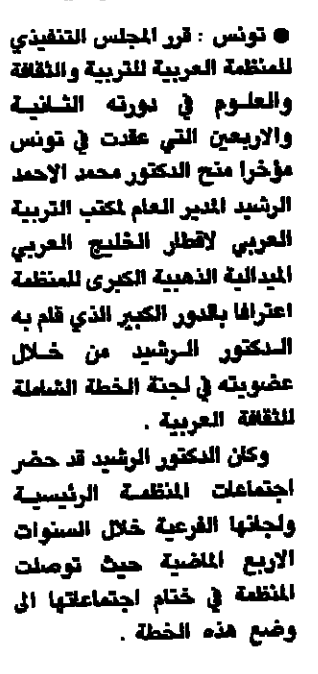 ● تونس : قرر المجلس التنفيذي
للمنظمة العربية للتربية والثقافة
والعلوم في دورته الثانية
والاربعين التي عقدت في تونس
مؤخرا منح الدكتور محمد الاحمد
الرشيد المدير العام لمكتب التربية
العربي لاقطار الخليج العربي
الميدالية الذهبية الكبرى للمنظمة
اعترافا بالدور الكبير الذي قام به
الدكتور الرشيد من خلال
عضويته في لجنة الخطة الشاملة
للثقافة العربية .
وكان الدكتور الرشيد قد حضر
اجتماعات المنظمة الرئيسية
ولجانها الفرعية خلال السنوات
الاربع الماضية حيث توصلت
المنظمة في ختام اجتماعاتها الى
وضع هذه الخطة .